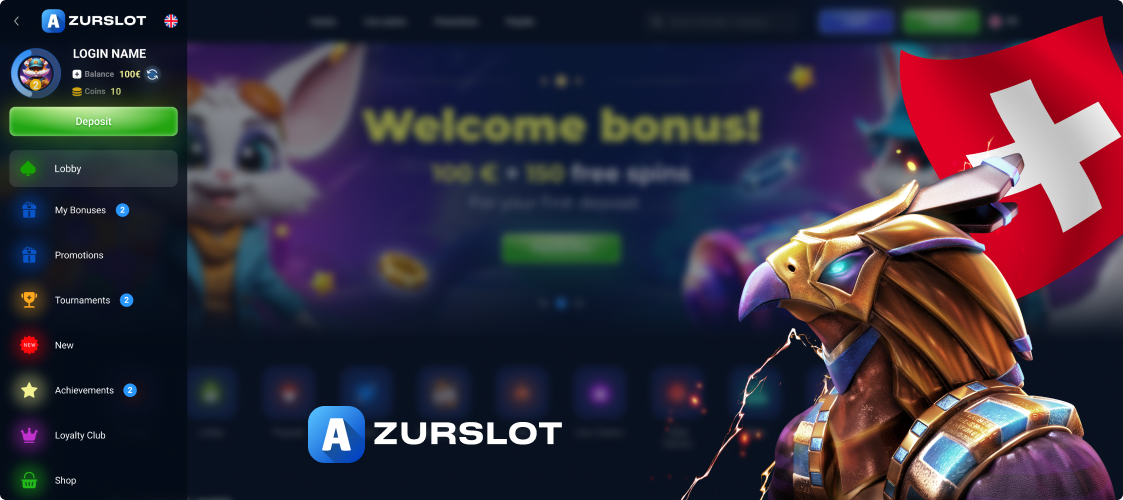 A ZURSLOT
LOGIN NAME
2
Balance 100€
Coins 10
Deposit
Lobby
My Bonuses 2
Promotions
Tournaments 2
NEW New
Achievements 2
Loyalty Club
Shop
Welcome bonus!
100 € + 150 free spins
For your first deposit
A ZURSLOT